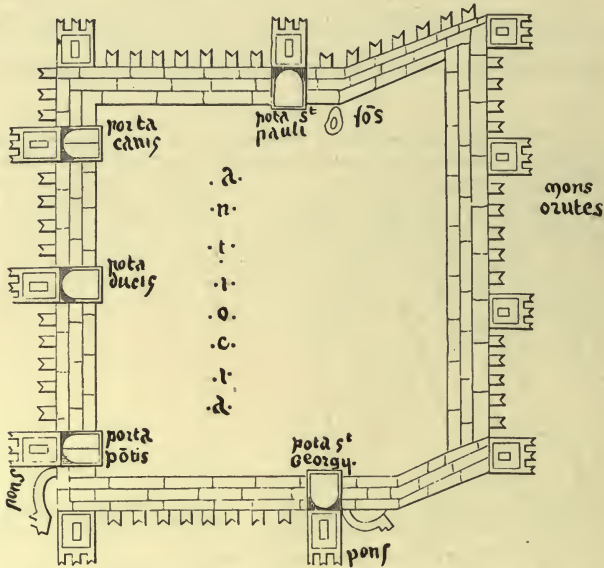 pota st
pauli
fōs
porta
canis
.a.
.n.
.t.
.i.
.o.
.c.
.i.
.a.
mons
orutes
pota
ducis
porta
pōtis
pota st
Georgy.
pons
pons